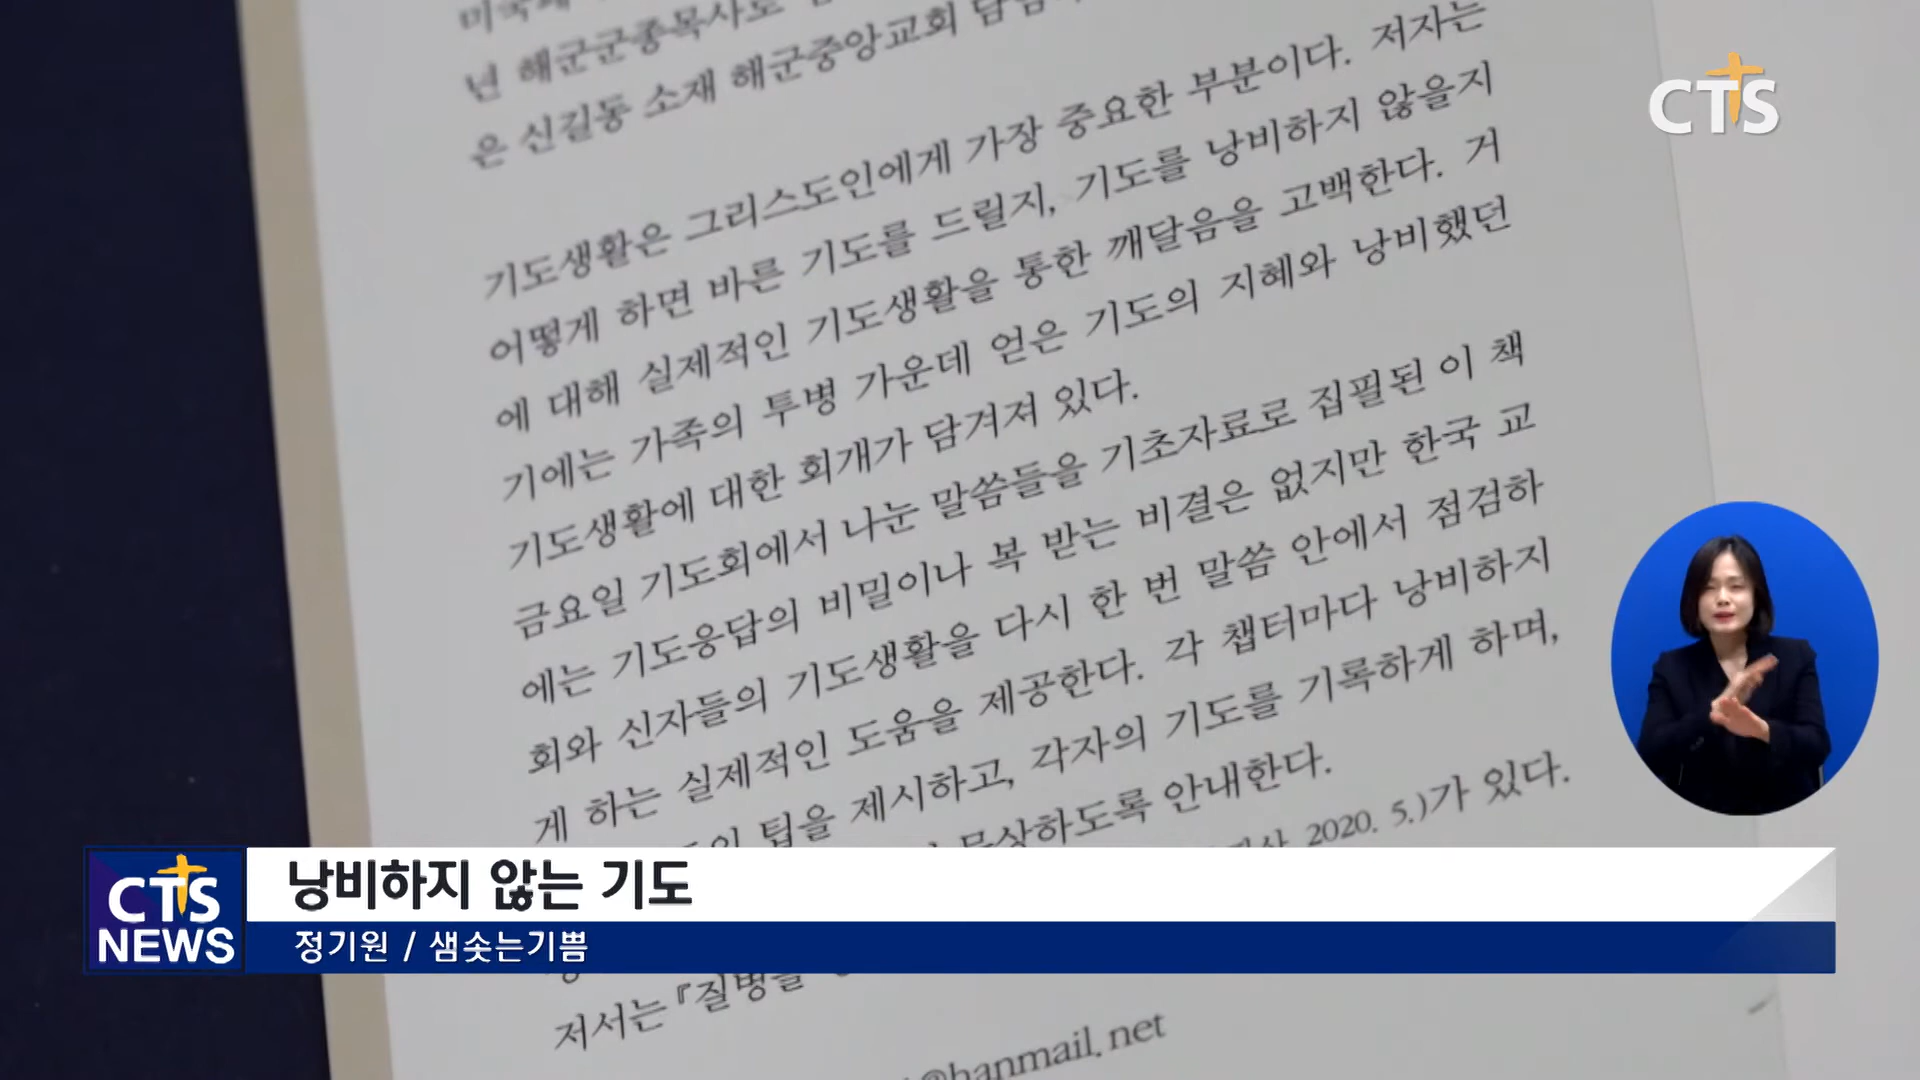 넌 해군군종목사로
은 신길동 소재 해군중앙교회
기도생활은 그리스도인에게 가장 중요한 부분이다. 저자는
어떻게 하면 바른 기도를 드릴지, 기도를 낭비하지 않을지
에 대해 실제적인 기도생활을 통한 깨달음을 고백한다. 거
기에는 가족의 투병 가운데 얻은 기도의 지혜와 낭비했던
기도생활에 대한 회개가 담겨져 있다.
금요일 기도회에서 나눈 말씀들을 기초자료로 집필된 이 책
에는 기도응답의 비밀이나 복 받는 비결은 없지만 한국 교
회와 신자들의 기도생활을 다시 한 번 말씀 안에서 점검하
게 하는 실제적인 도움을 제공한다. 각 챕터마다 낭비하지
팁을 제시하고, 각자의 기도를 기록하게 하며,
묵상하도록 안내한다.
2020. 5.)가 있다.
저서는 『질병을
@hanmail.net
CTS
CTS
NEWS
낭비하지 않는 기도
정기원 / 샘솟는기쁨